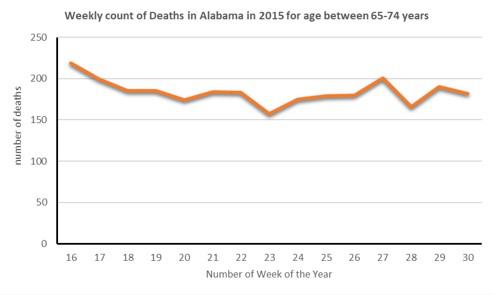 Weekly count of Deaths in Alabama in 2015 for age between 65-74 years
250
200
150
100
50
0
number of deaths
16 17 18 19 20 21 22 23 24 25 26 27 28 29 30
Number of Week of the Year